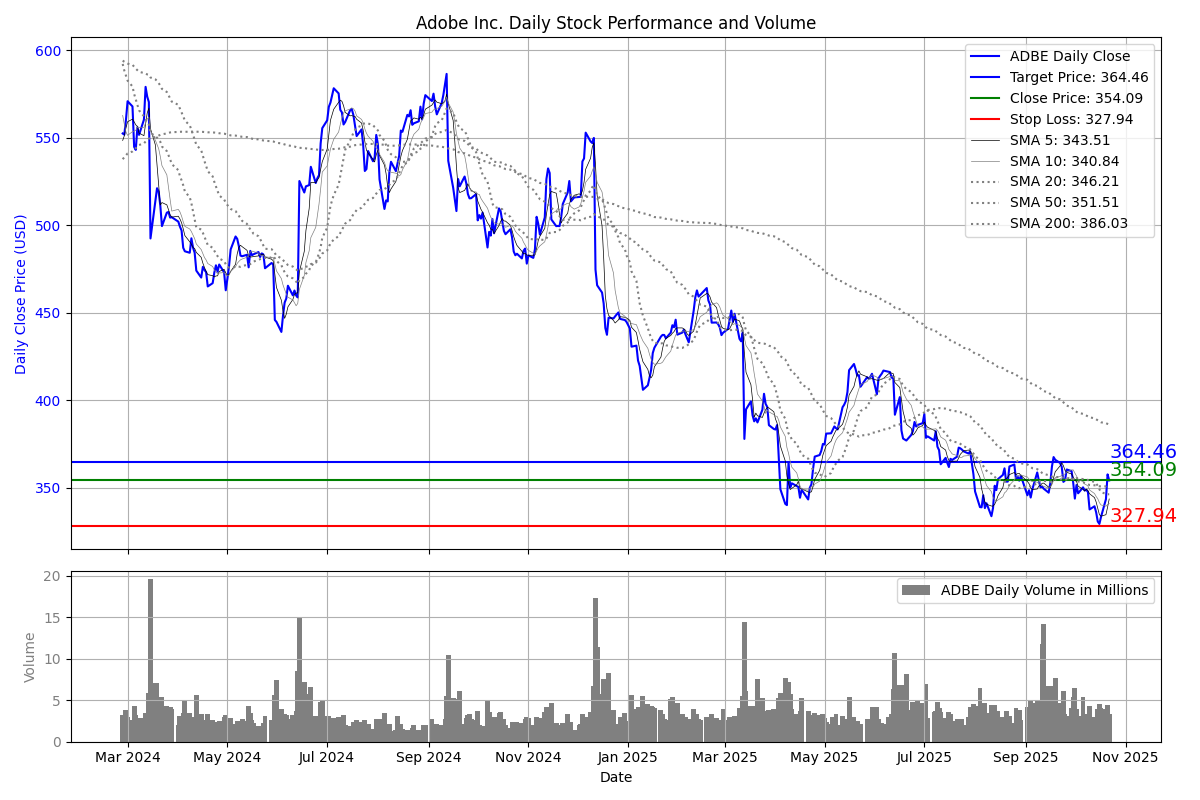 Adobe Inc. Daily Stock Performance and Volume
Daily Close Price (USD)
600
550
500
450
400
350
ADBE Daily Close
Target Price: 364.46
Close Price: 354.09
Stop Loss: 327.94
SMA 5: 343.51
SMA 10: 340.84
SMA 20: 346.21
SMA 50: 351.51
SMA 200: 386.03
364.46
354.09
327.94
Volume
20
15
10
5
0
ADBE Daily Volume in Millions
Mar 2024 May 2024 Jul 2024 Sep 2024 Nov 2024 Jan 2025 Mar 2025 May 2025 Jul 2025 Sep 2025 Nov 2025
Date